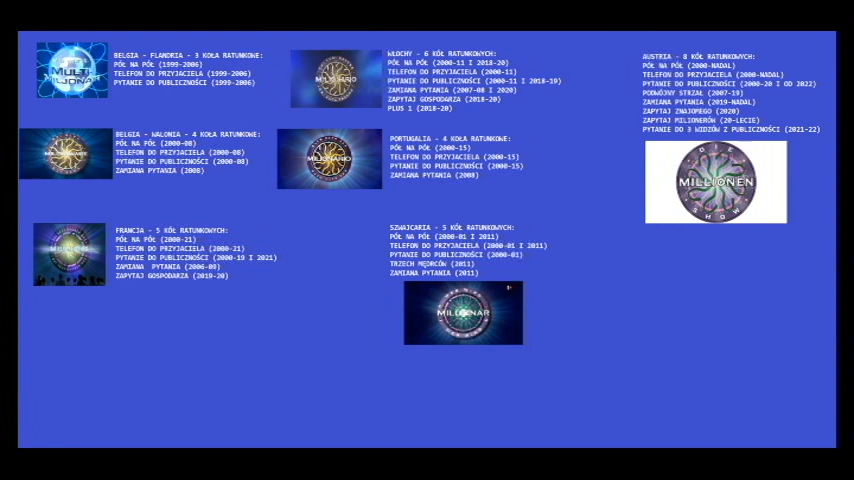 BELGIA - FLANDRIA - 3 KOŁA RATUNKOWE:
PÓŁ NA PÓŁ (1999-2006)
TELEFON DO PRZYJACIELA (1999-2006)
PYTANIE DO PUBLICZNOŚCI (1999-2006)
BELGIA - WALONIA - 4 KOŁA RATUNKOWE:
PÓŁ NA PÓŁ (2000-08)
TELEFON DO PRZYJACIELA (2000-08)
PYTANIE DO PUBLICZNOŚCI (2000-08)
ZAMIANA PYTANIA (2008)
FRANCJA - 5 KÓŁ RATUNKOWYCH:
PÓŁ NA PÓŁ (2000-21)
TELEFON DO PRZYJACIELA (2000-21)
PYTANIE DO PUBLICZNOŚCI (2000-19 I 2021)
ZAMIANA PYTANIA (2006-09)
ZAPYTAJ GOSPODARZA (2019-20)
WŁOCHY - 6 KÓŁ RATUNKOWYCH:
PÓŁ NA PÓŁ (2000-11 I 2018-20)
TELEFON DO PRZYJACIELA (2000-11)
PYTANIE DO PUBLICZNOŚCI (2000-11 I 2018-19)
ZAMIANA PYTANIA (2007-08 I 2020)
ZAPYTAJ GOSPODARZA (2018-20)
PLUS 1 (2018-20)
MILIONARIO
PORTUGALIA - 4 KOŁA RATUNKOWE:
PÓŁ NA PÓŁ (2000-15)
TELEFON DO PRZYJACIELA (2000-15)
PYTANIE DO PUBLICZNOŚCI (2000-15)
ZAMIANA PYTANIA (2008)
MILIONÁRIO
SZWAJCARIA - 5 KÓŁ RATUNKOWYCH:
PÓŁ NA PÓŁ (2000-01 I 2011)
TELEFON DO PRZYJACIELA (2000-01 I 2011)
PYTANIE DO PUBLICZNOŚCI (2000-01)
TRZECH MĘDRCÓW (2011)
ZAMIANA PYTANIA (2011)
MILLIONÄR
AUSTRIA - 8 KÓŁ RATUNKOWYCH:
PÓŁ NA PÓŁ (2000-NADAL)
TELEFON DO PRZYJACIELA (2000-NADAL)
PYTANIE DO PUBLICZNOŚCI (2000-20 I OD 2022)
PODWÓJNY STRZAŁ (2007-19)
ZAMIANA PYTANIA (2019-NADAL)
ZAPYTAJ ZNAJOMEGO (2020)
ZAPYTAJ MILIONERÓW (20-LECIE)
PYTANIE DO 3 WIDZÓW Z PUBLICZNOŚCI (2021-22)
DIE
MILLIONEN
SHOW